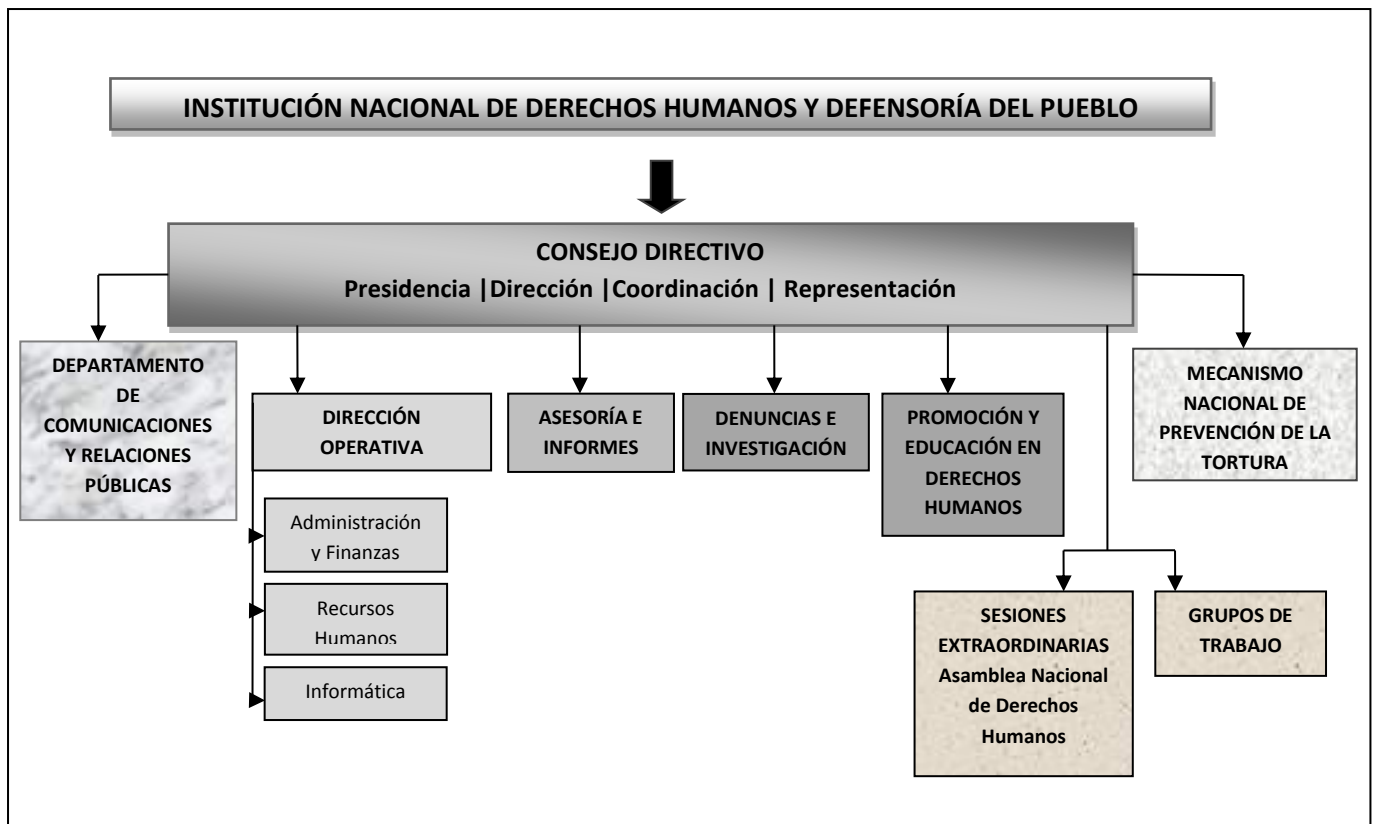 INSTITUCIÓN NACIONAL DE DERECHOS HUMANOS Y DEFENSORÍA DEL PUEBLO
CONSEJO DIRECTIVO
Presidencia |Dirección |Coordinación | Representación
DEPARTAMENTO
DE
COMUNICACIONES
Y RELACIONES
PÚBLICAS
DIRECCIÓN
OPERATIVA
Administración
y Finanzas
Recursos
Humanos
Informática
ASESORÍA E
INFORMES
DENUNCIAS E
INVESTIGACIÓN
PROMOCIÓN Y
EDUCACIÓN EN
DERECHOS
HUMANOS
MECANISMO
NACIONAL DE
PREVENCIÓN DE LA
TORTURA
SESIONES
EXTRAORDINARIAS
Asamblea Nacional
de Derechos
Humanos
GRUPOS DE
TRABAJO